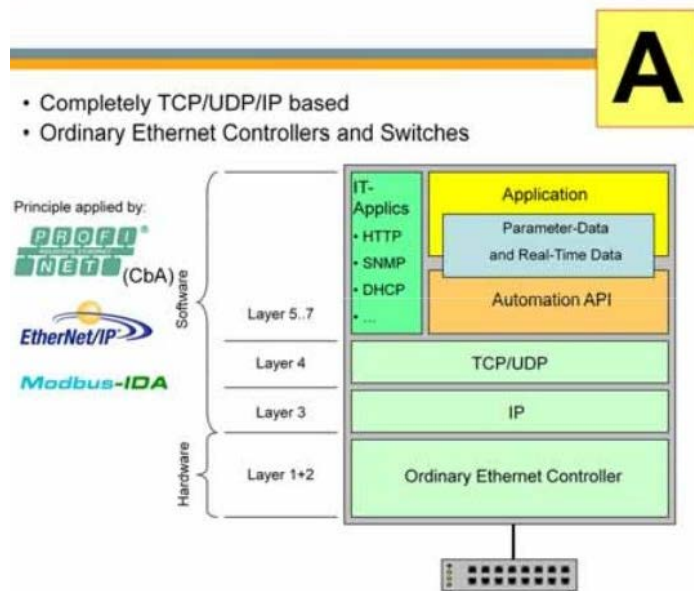 A
• Completely TCP/UDP/IP based
• Ordinary Ethernet Controllers and Switches
Principle applied by:
PROFI®
NET
(CbA)
EtherNet/IP
Modbus-IDA
Software
Hardware
Layer 5..7
Layer 4
Layer 3
Layer 1+2
IT-
Applics
• HTTP
• SNMP
• DHCP
• ...
Application
Parameter-Data
and Real-Time Data
Automation API
TCP/UDP
IP
Ordinary Ethernet Controller